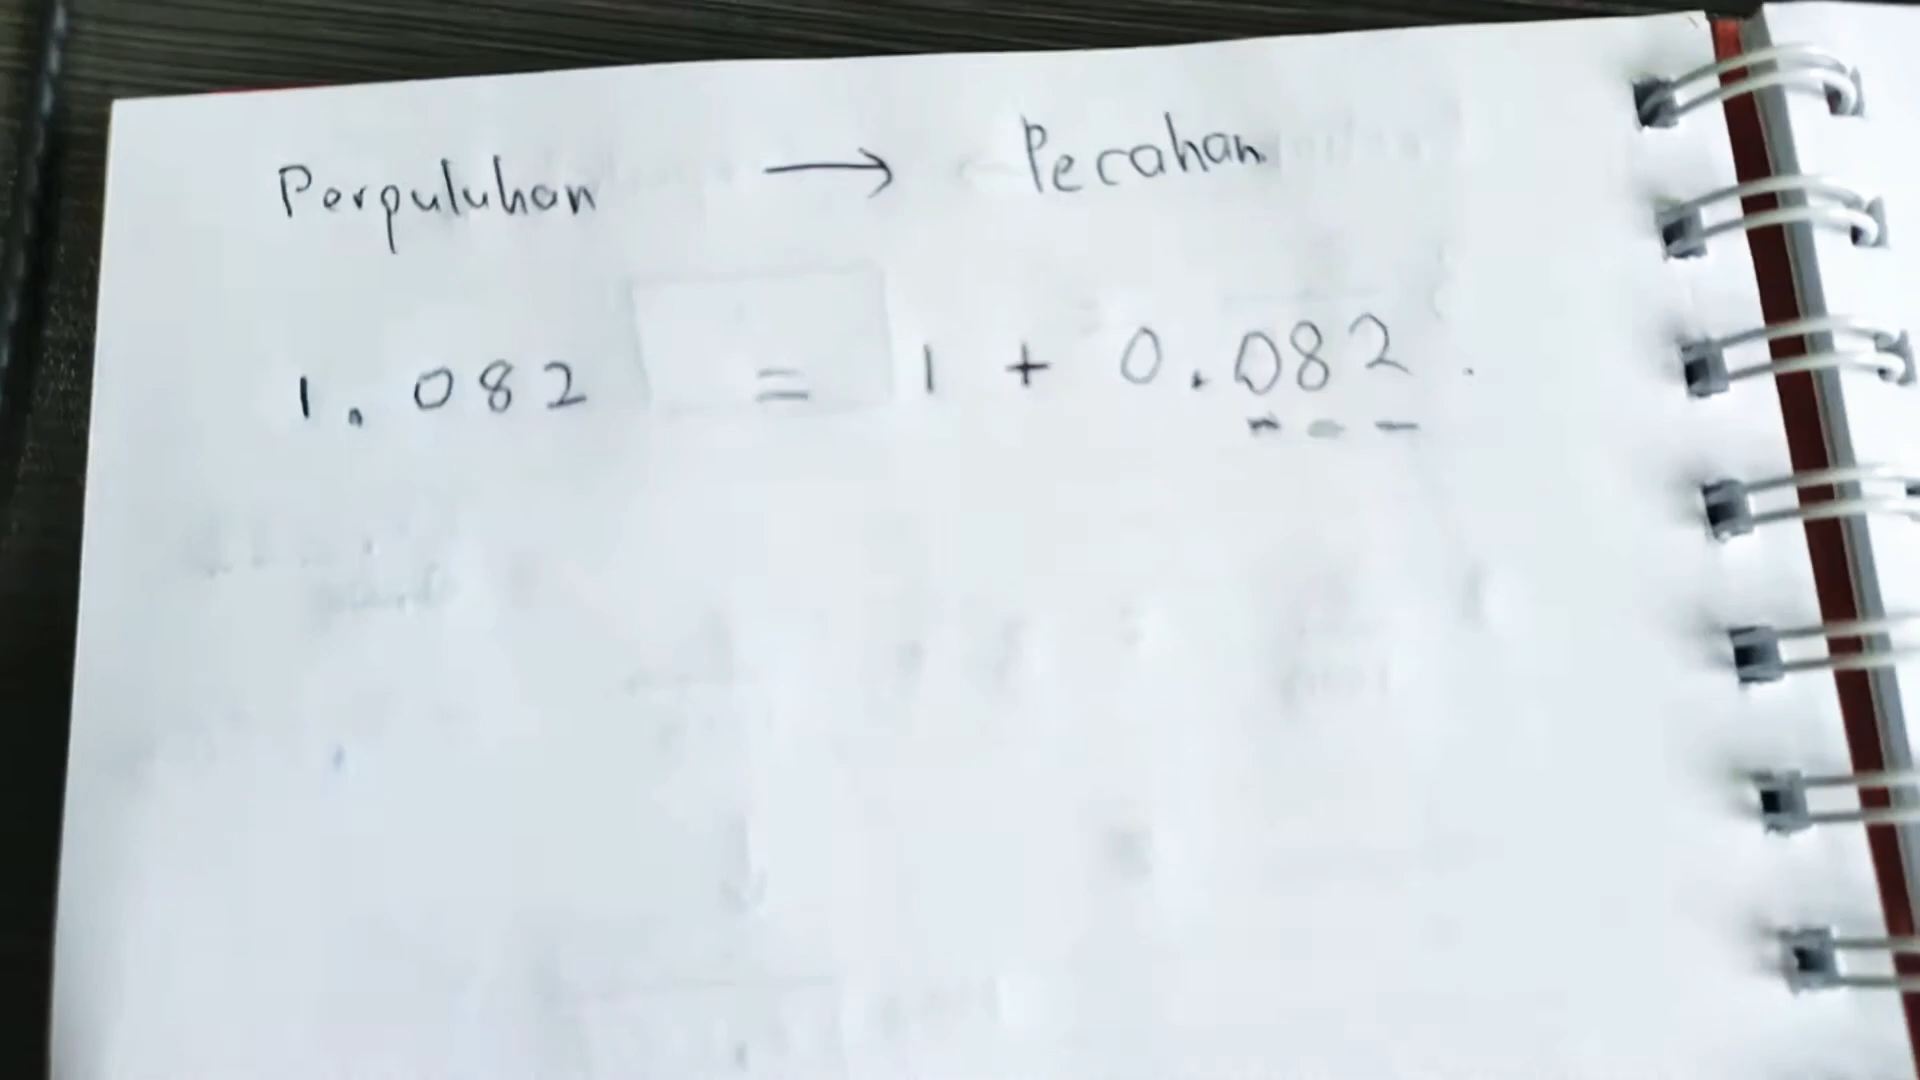 Perpuluhan → Pecahan
1.082 = 1 + 0.082.